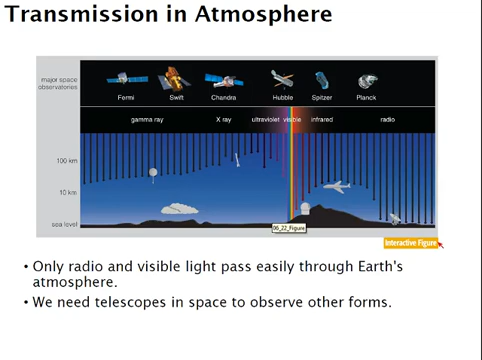 Transmission in Atmosphere
major space
observatories
Fermi Swift Chandra Hubble Spitzer Planck
gamma ray X ray ultraviolet visible infrared radio
100 km
10 km
sea level
06_22_Figure
Interactive Figure
• Only radio and visible light pass easily through Earth's
atmosphere.
• We need telescopes in space to observe other forms.